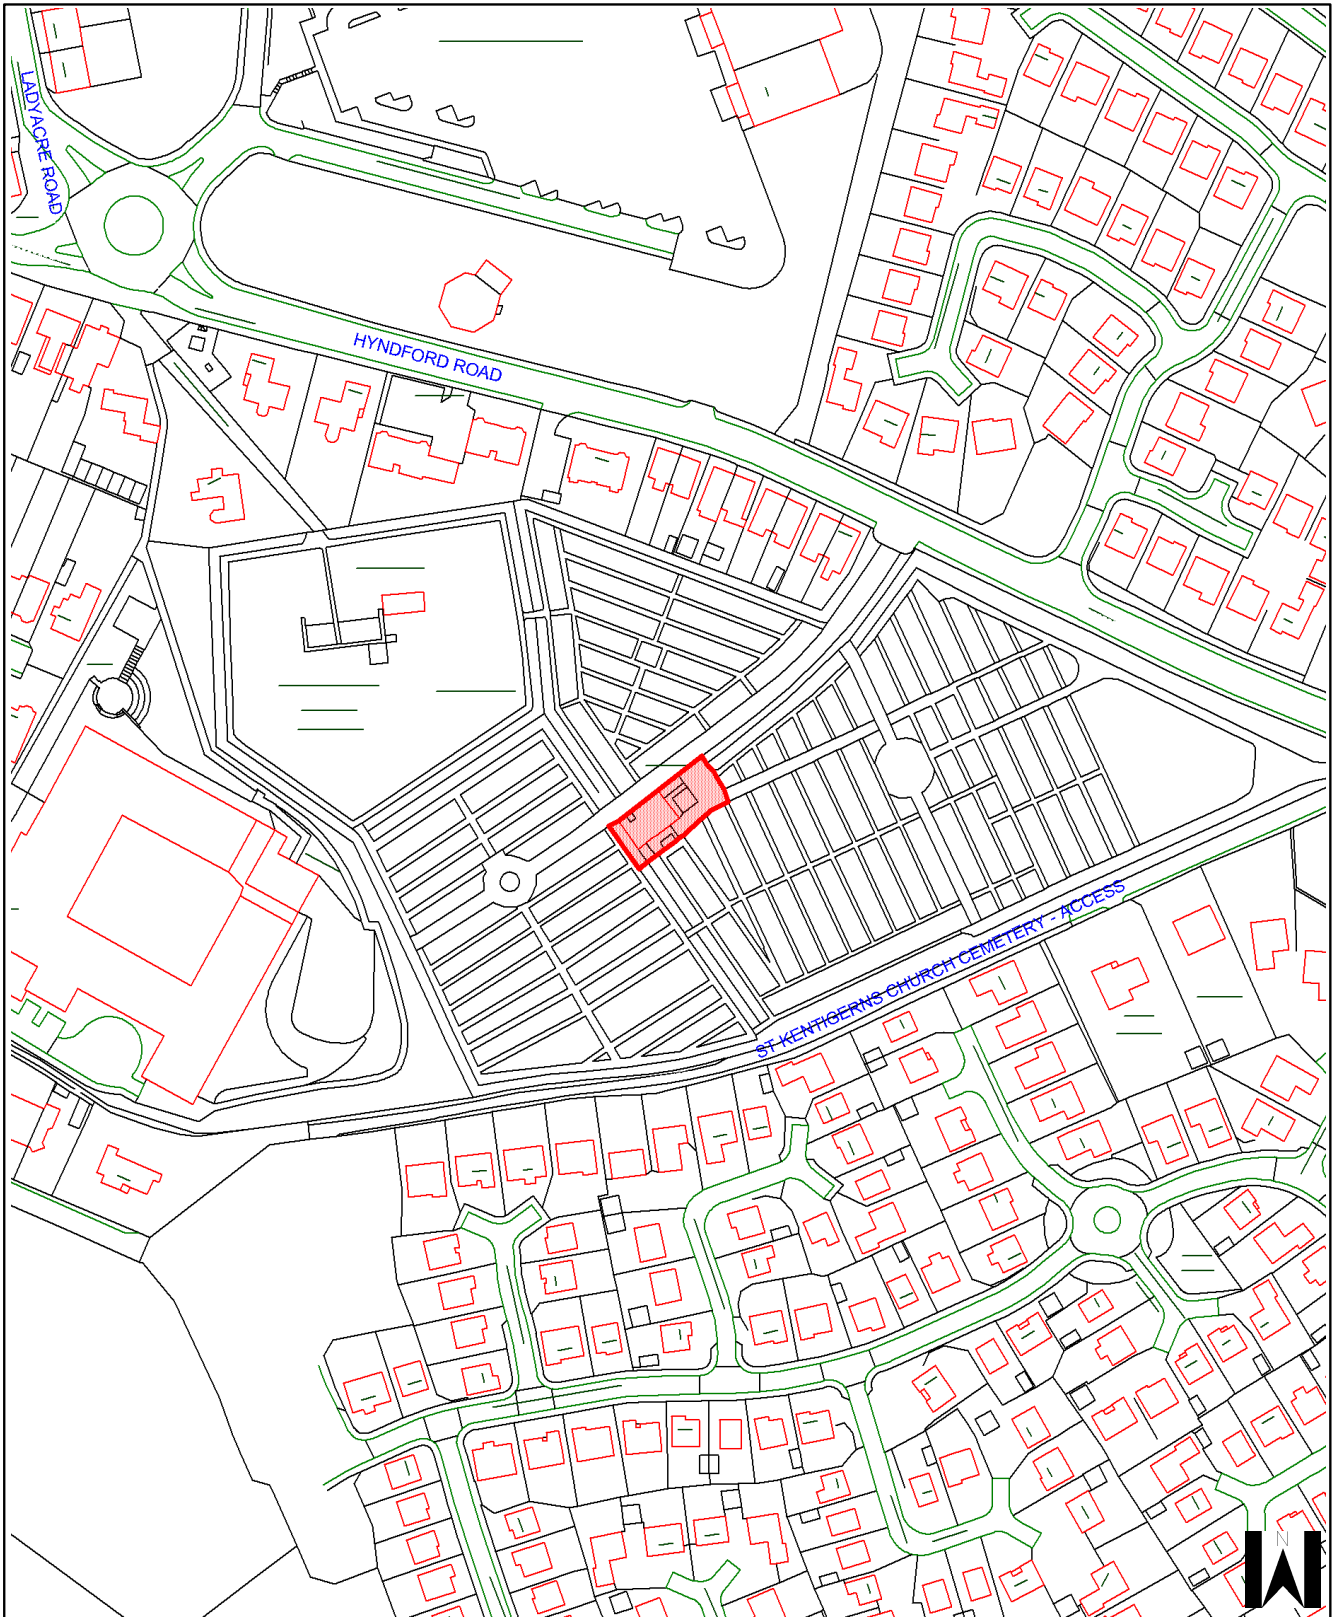 LADYACRE ROAD
HYNDFORD ROAD
ST KENTIGERNS CHURCH CEMETERY - ACCESS
N